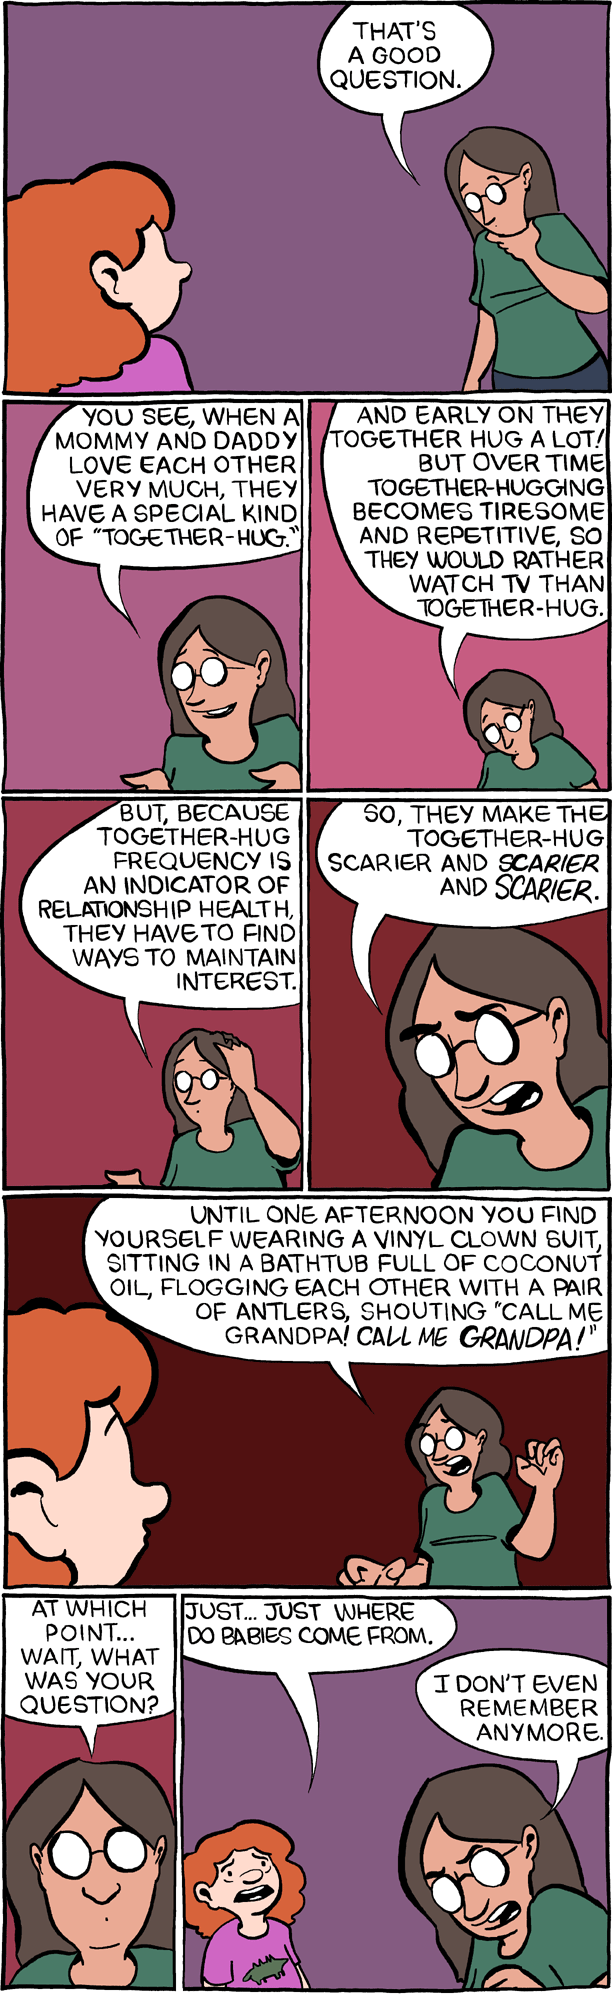 THAT'S
A GOOD
QUESTION.
YOU SEE, WHEN A
MOMMY AND DADDY
LOVE EACH OTHER
VERY MUCH, THEY
HAVE A SPECIAL KIND
OF "TOGETHER-HUG."
AND EARLY ON THEY
TOGETHER HUG A LOT!
BUT OVER TIME
TOGETHER-HUGGING
BECOMES TIRESOME
AND REPETITIVE, SO
THEY WOULD RATHER
WATCH TV THAN
TOGETHER-HUG.
BUT, BECAUSE
TOGETHER-HUG
FREQUENCY IS
AN INDICATOR OF
RELATIONSHIP HEALTH,
THEY HAVE TO FIND
WAYS TO MAINTAIN
INTEREST.
SO, THEY MAKE THE
TOGETHER-HUG
SCARIER AND SCARIER
AND SCARIER.
UNTIL ONE AFTERNOON YOU FIND
YOURSELF WEARING A VINYL CLOWN SUIT,
SITTING IN A BATHTUB FULL OF COCONUT
OIL, FLOGGING EACH OTHER WITH A PAIR
OF ANTLERS, SHOUTING "CALL ME
GRANDPA! CALL ME GRANDPA!"
AT WHICH
POINT...
WAIT, WHAT
WAS YOUR
QUESTION?
JUST... JUST WHERE
DO BABIES COME FROM.
I DON'T EVEN
REMEMBER
ANYMORE.